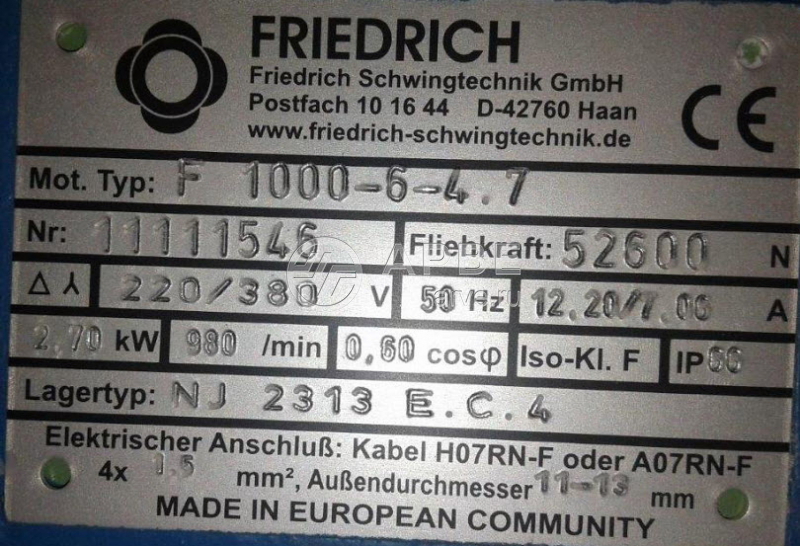 FRIEDRICH
Friedrich Schwingtechnik GmbH
Postfach 10 16 44 D-42760 Haan
www.friedrich-schwingtechnik.de
CE
Mot. Typ: F 1000-6-4.7
Nr: 11111546 Fliehkraft: 52600 N
Δ ⅄ 220/380 V 50 Hz 12.20/7.06 A
2.70 kW 980 /min 0,60 cosφ Iso-Kl. F IP 66
Lagertyp: NJ 2313 E.C.4
Elektrischer Anschluß: Kabel H07RN-F oder A07RN-F
4x 1.5 mm², Außendurchmesser 11-13 mm
MADE IN EUROPEAN COMMUNITY